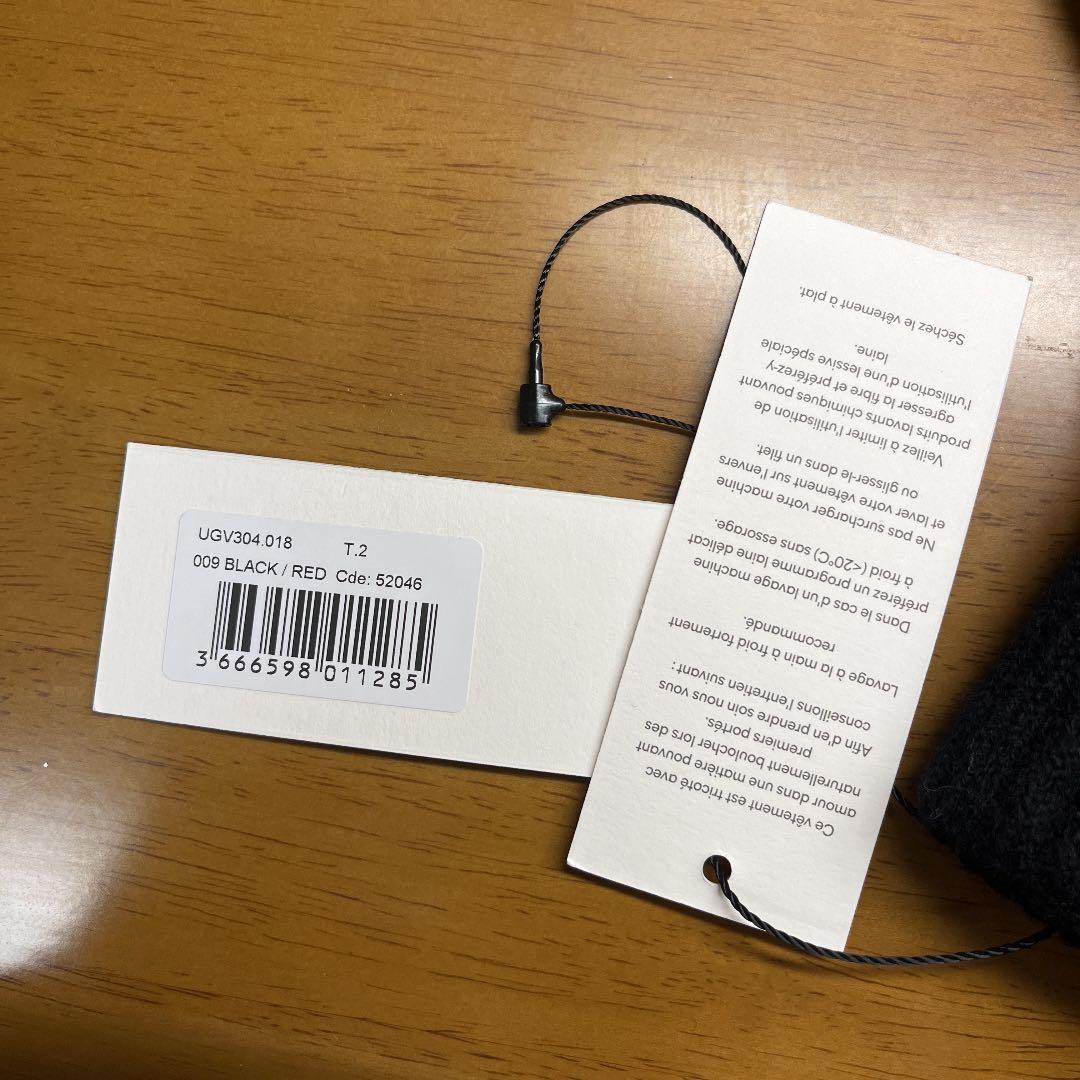 UGV304.018 T.2
009 BLACK / RED Cde: 52046
3 666598 011285
Ce vêtement est tricoté avec
amour dans une matière pouvant
naturellement boulocher lors des
premiers portés.
Afin d'en prendre soin nous vous
conseillons l'entretien suivant :
Lavage à la main à froid fortement
recommandé.
Dans le cas d'un lavage machine
préférez un programme laine délicat
à froid (<20°C) sans essorage.
Ne pas surcharger votre machine
et laver votre vêtement sur l'envers
ou glisser-le dans un filet.
Veillez à limiter l'utilisation de
produits lavants chimiques pouvant
agresser la fibre et préférez-y
l'utilisation d'une lessive spéciale
laine.
Séchez le vêtement à plat.